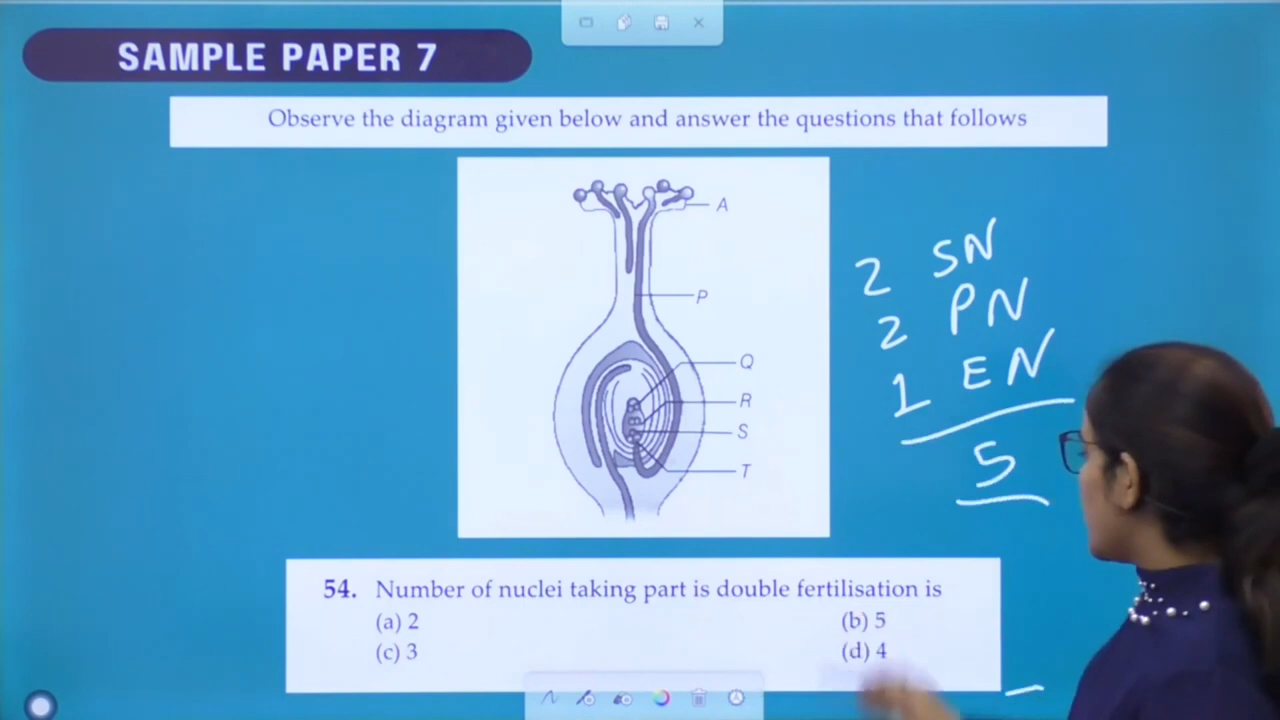 SAMPLE PAPER 7
Observe the diagram given below and answer the questions that follows
A
P
Q
R
S
T
2 SN
2 PN
1 EN
5
54. Number of nuclei taking part is double fertilisation is
(a) 2
(b) 5
(c) 3
(d) 4